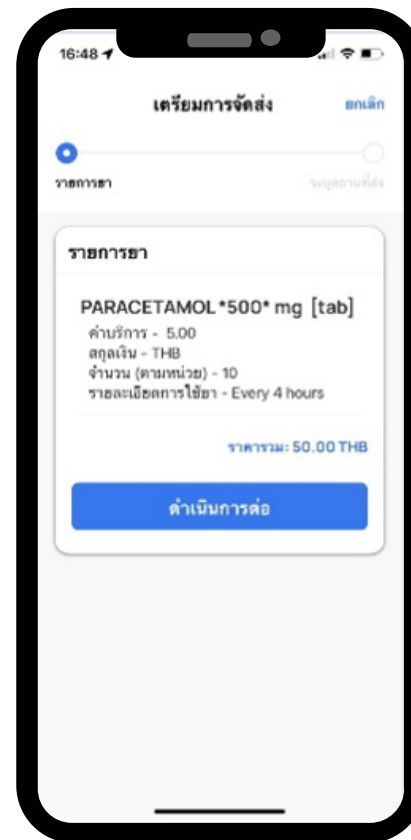 16:48
เตรียมการจัดส่ง
ยกเลิก
รายการยา
ระบุสถานที่ส่ง
รายการยา
PARACETAMOL *500* mg [tab]
ค่าบริการ - 5.00
สกุลเงิน - THB
จำนวน (ตามหน่วย) - 10
รายละเอียดการใช้ยา - Every 4 hours
ราคารวม: 50.00 THB
ดำเนินการต่อ